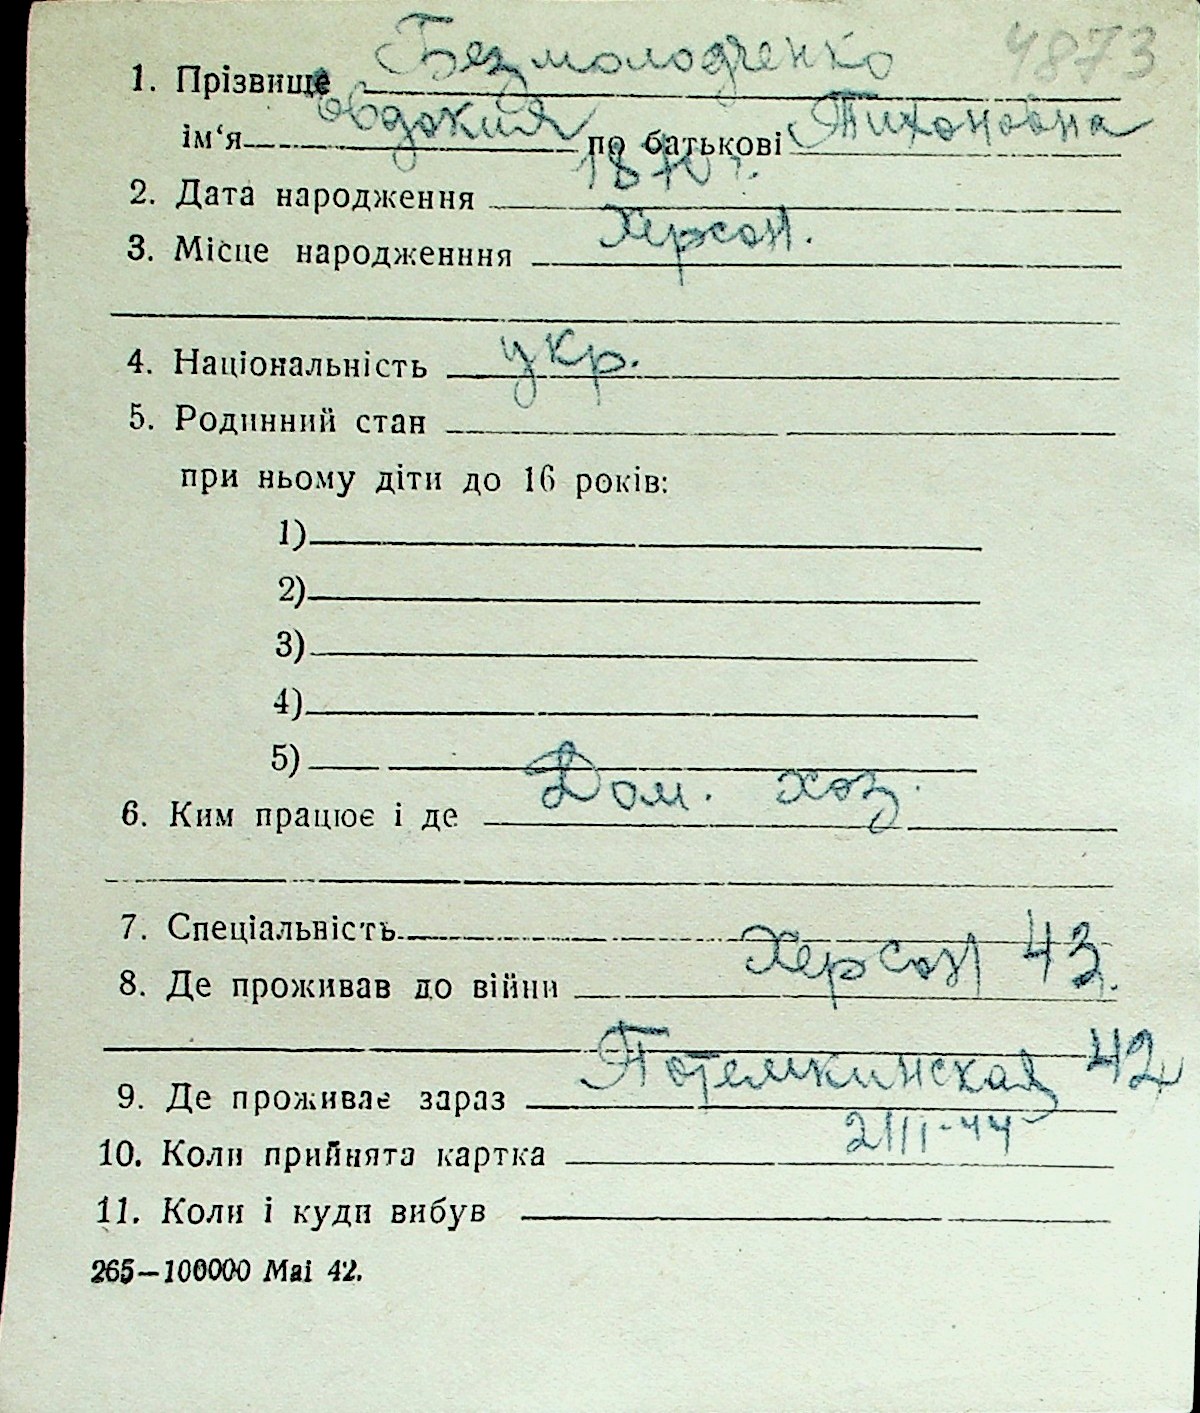 4873
1. Прізвище Безмолодченко
ім‘я Евдокия по батькові Тихоновна
2. Дата народження 1870 г.
3. Місце народженння Херсон.
4. Національність укр.
5. Родинний стан
при ньому діти до 16 років:
1)
2)
3)
4)
5)
6. Ким працює і де Дом. хоз.
7. Спеціальність
8. Де проживав до війни Херсон 43.
9. Де проживає зараз Потемкинская 42
10. Коли прийнята картка 2/III-44
11. Коли і куди вибув
265—100000 Mai 42.